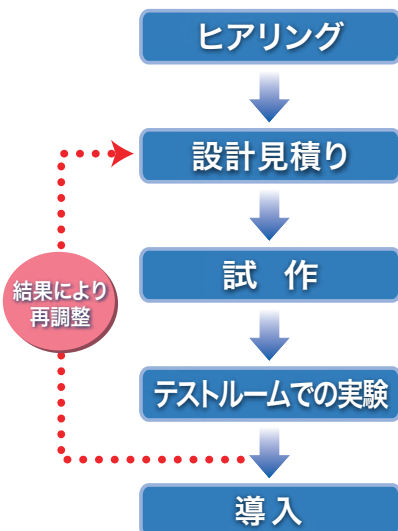 ヒアリング
設計見積り
試 作
結果により
再調整
テストルームでの実験
導 入